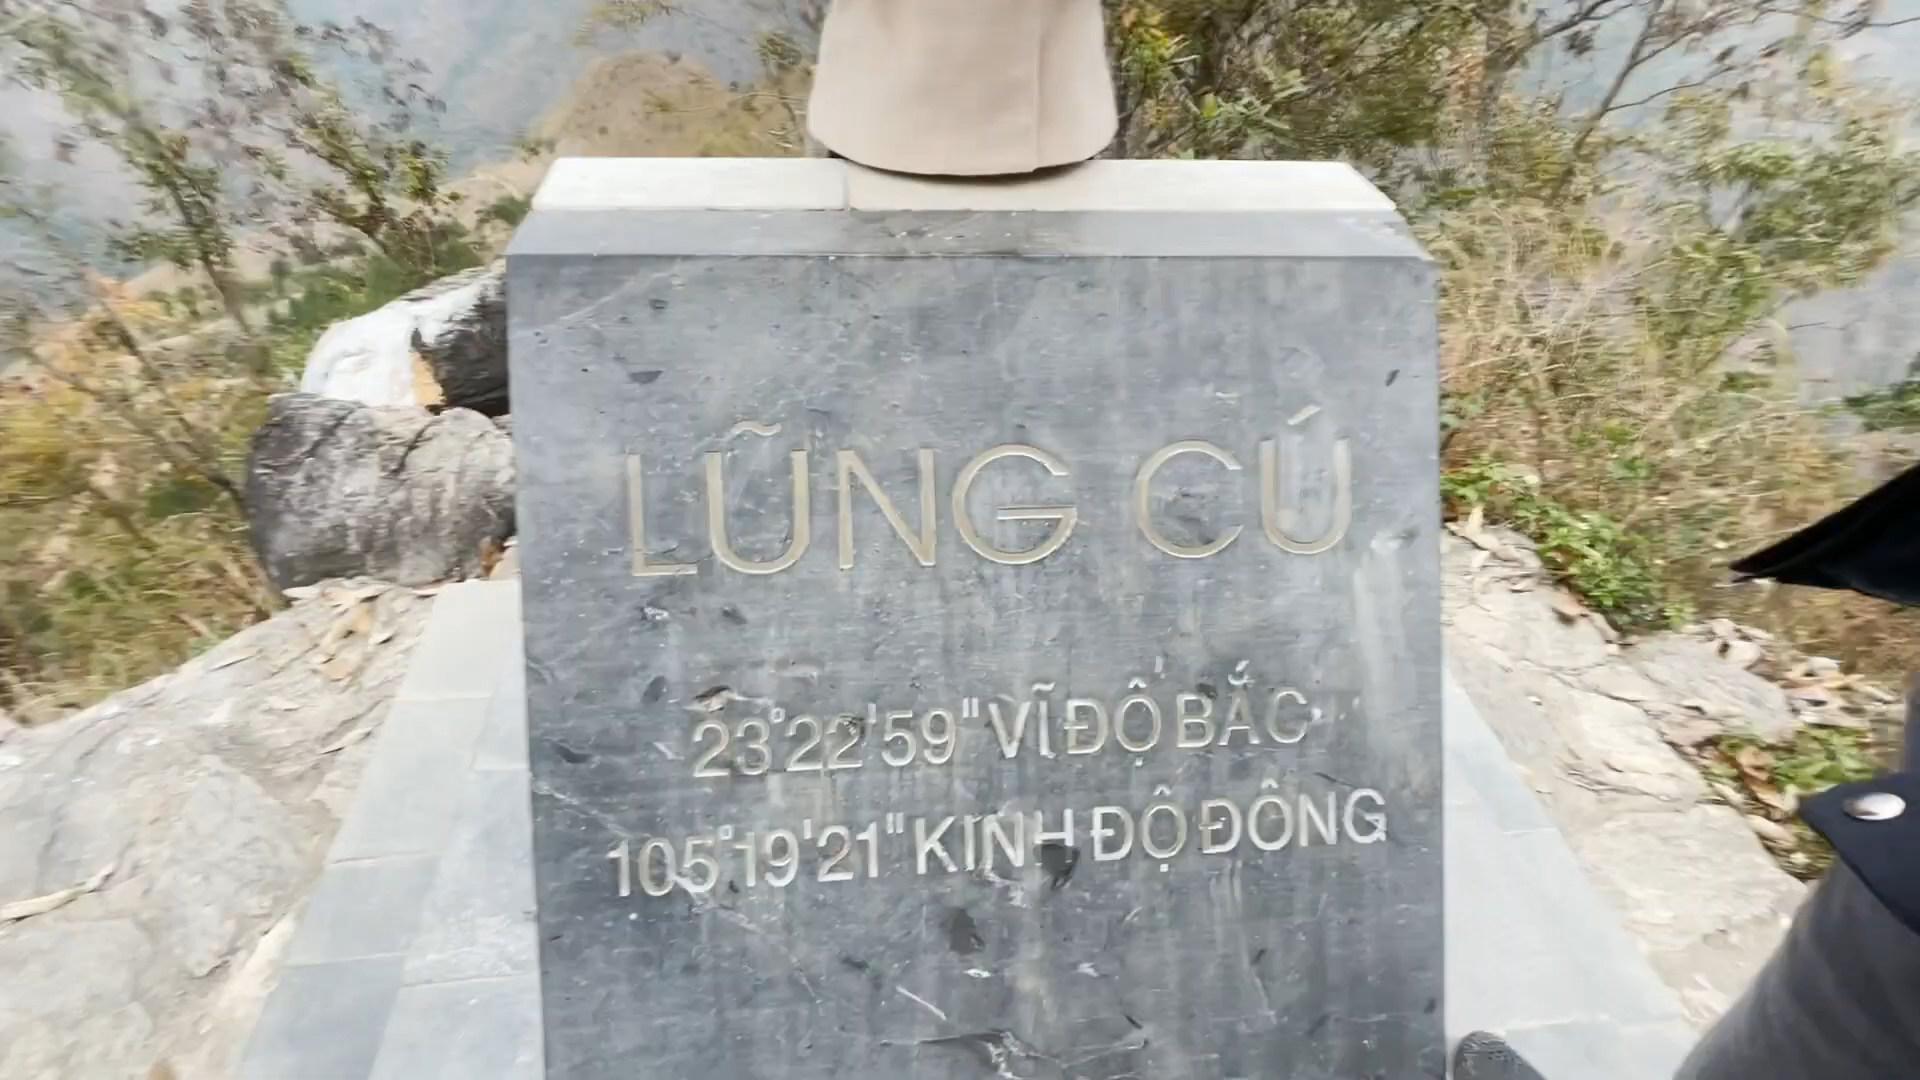 LŨNG CÚ
23°22'59" VĨ ĐỘ BẮC
105°19'21" KINH ĐỘ ĐÔNG